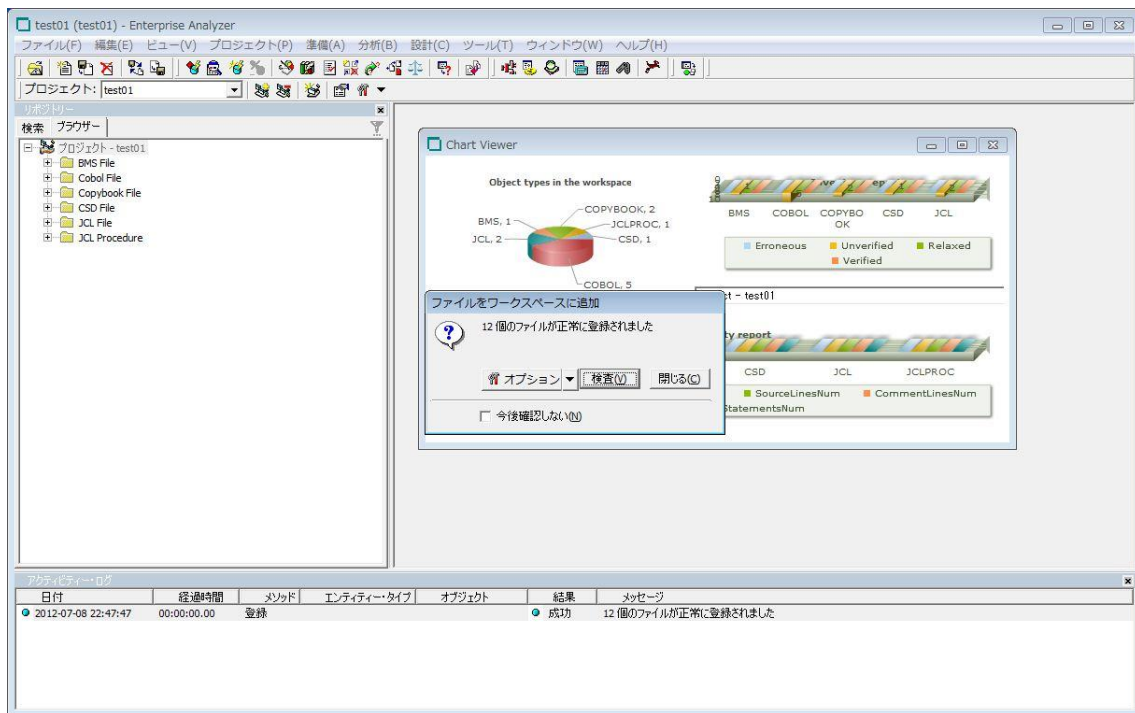 test01 (test01) - Enterprise Analyzer
ファイル(F) 編集(E) ビュー(V) プロジェクト(P) 準備(A) 分析(B) 設計(C) ツール(T) ウィンドウ(W) ヘルプ(H)
プロジェクト: test01
リポジトリー
検索 ブラウザー
プロジェクト - test01
BMS File
Cobol File
Copybook File
CSD File
JCL File
JCL Procedure
Chart Viewer
Object types in the workspace
COPYBOOK, 2
BMS, 1
JCLPROC, 1
JCL, 2
CSD, 1
COBOL, 5
BMS COBOL COPYBO OK CSD JCL
Erroneous Unverified Relaxed
Verified
ファイルをワークスペースに追加
12 個のファイルが正常に登録されました
オプション 検査(V) 閉じる(C)
今後確認しない(N)
- test01
report
CSD JCL JCLPROC
SourceLinesNum CommentLinesNum
StatementsNum
アクティビティー・ログ
日付 経過時間 メソッド エンティティー・タイプ オブジェクト 結果 メッセージ
2012-07-08 22:47:47 00:00:00.00 登録 成功 12 個のファイルが正常に登録されました